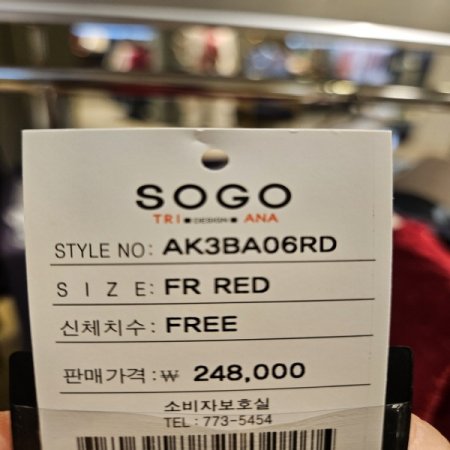 SOGO
TRI■DESIGN■ANA
STYLE NO: AK3BA06RD
SIZE: FR RED
신체치수: FREE
판매가격: ₩ 248,000
소비자보호실
TEL: 773-5454